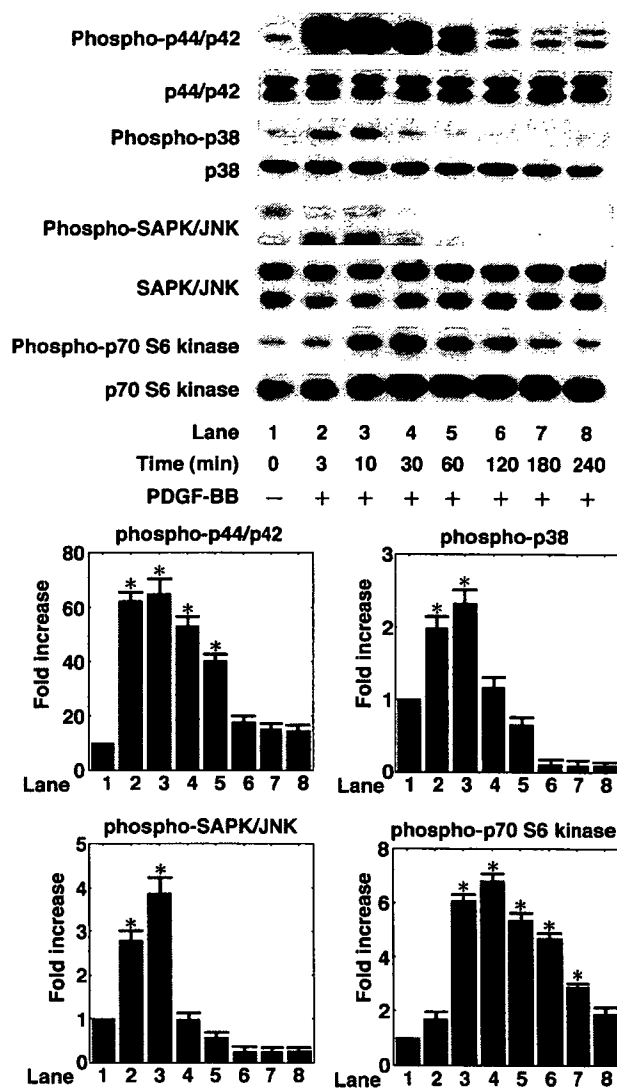 Phospho-p44/p42
p44/p42
Phospho-p38
p38
Phospho-SAPK/JNK
SAPK/JNK
Phospho-p70 S6 kinase
p70 S6 kinase
Lane 1 2 3 4 5 6 7 8
Time (min) 0 3 10 30 60 120 180 240
PDGF-BB − + + + + + + +
phospho-p44/p42
Fold increase
80
60
40
20
0
* * * *
Lane 1 2 3 4 5 6 7 8
phospho-p38
Fold increase
3
2
1
0
* *
Lane 1 2 3 4 5 6 7 8
phospho-SAPK/JNK
Fold increase
5
4
3
2
1
0
* *
Lane 1 2 3 4 5 6 7 8
phospho-p70 S6 kinase
Fold increase
8
6
4
2
0
* * * * *
Lane 1 2 3 4 5 6 7 8